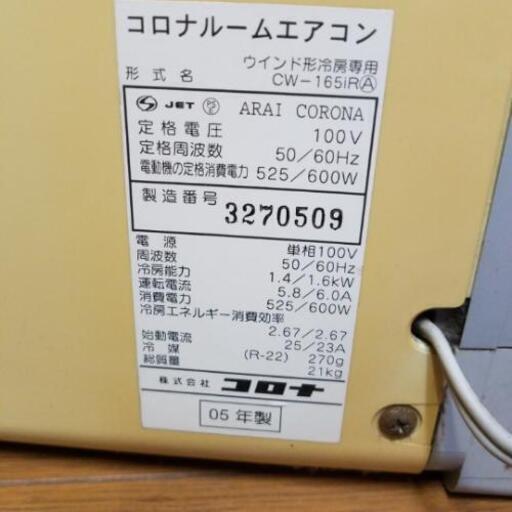 コロナルームエアコン
ウインド形冷房専用
形式名 CW-165iRⒶ
JET ARAI CORONA
定格電圧 100V
定格周波数 50/60Hz
電動機の定格消費電力 525/600W
製造番号 3270509
電源 単相100V
周波数 50/60Hz
冷房能力 1.4/1.6kW
運転電流 5.8/6.0A
消費電力 525/600W
冷房エネルギー消費効率
2.67/2.67
始動電流 25/23A
冷媒 (R-22) 270g
総質量 21kg
株式会社 コロナ
05年製